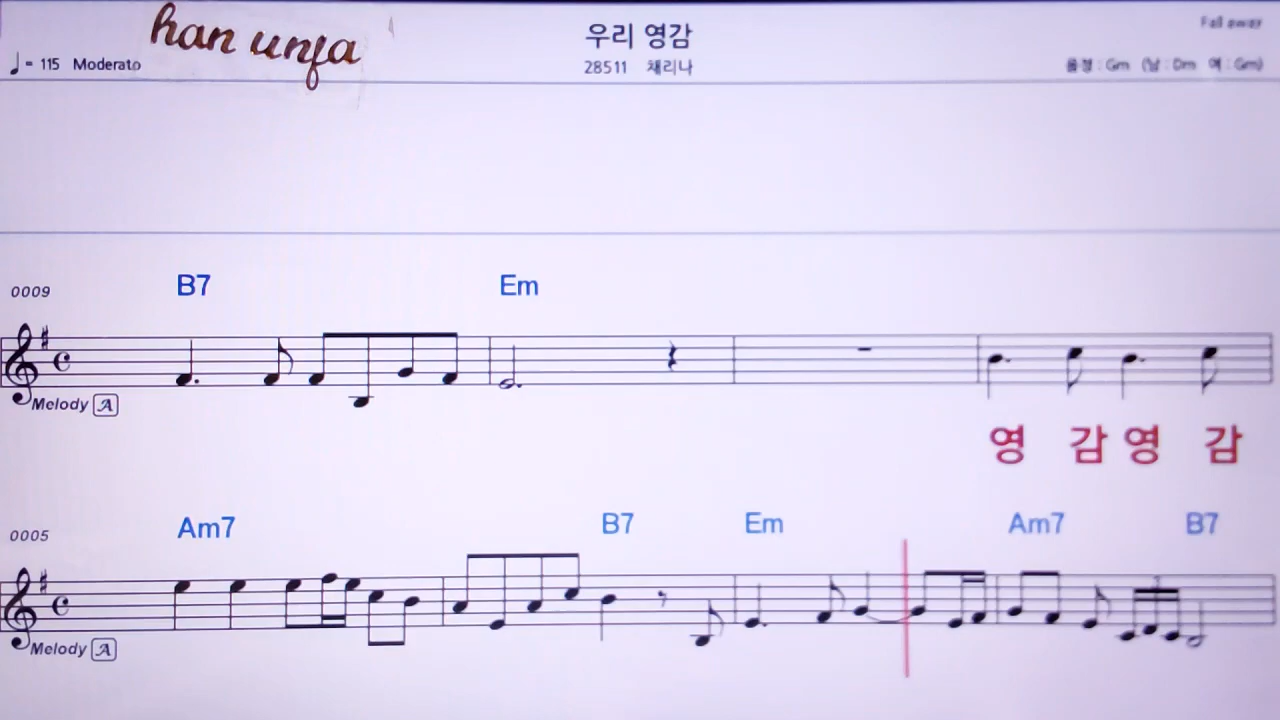 han unja
우리 영감
Fall away
♩= 115 Moderato
28511 채리나
음정 : Gm (남 : Dm 여 : Gm)
0009
B7 Em
Melody A
영 감 영 감
0005
Am7 B7 Em Am7 B7
3
Melody A